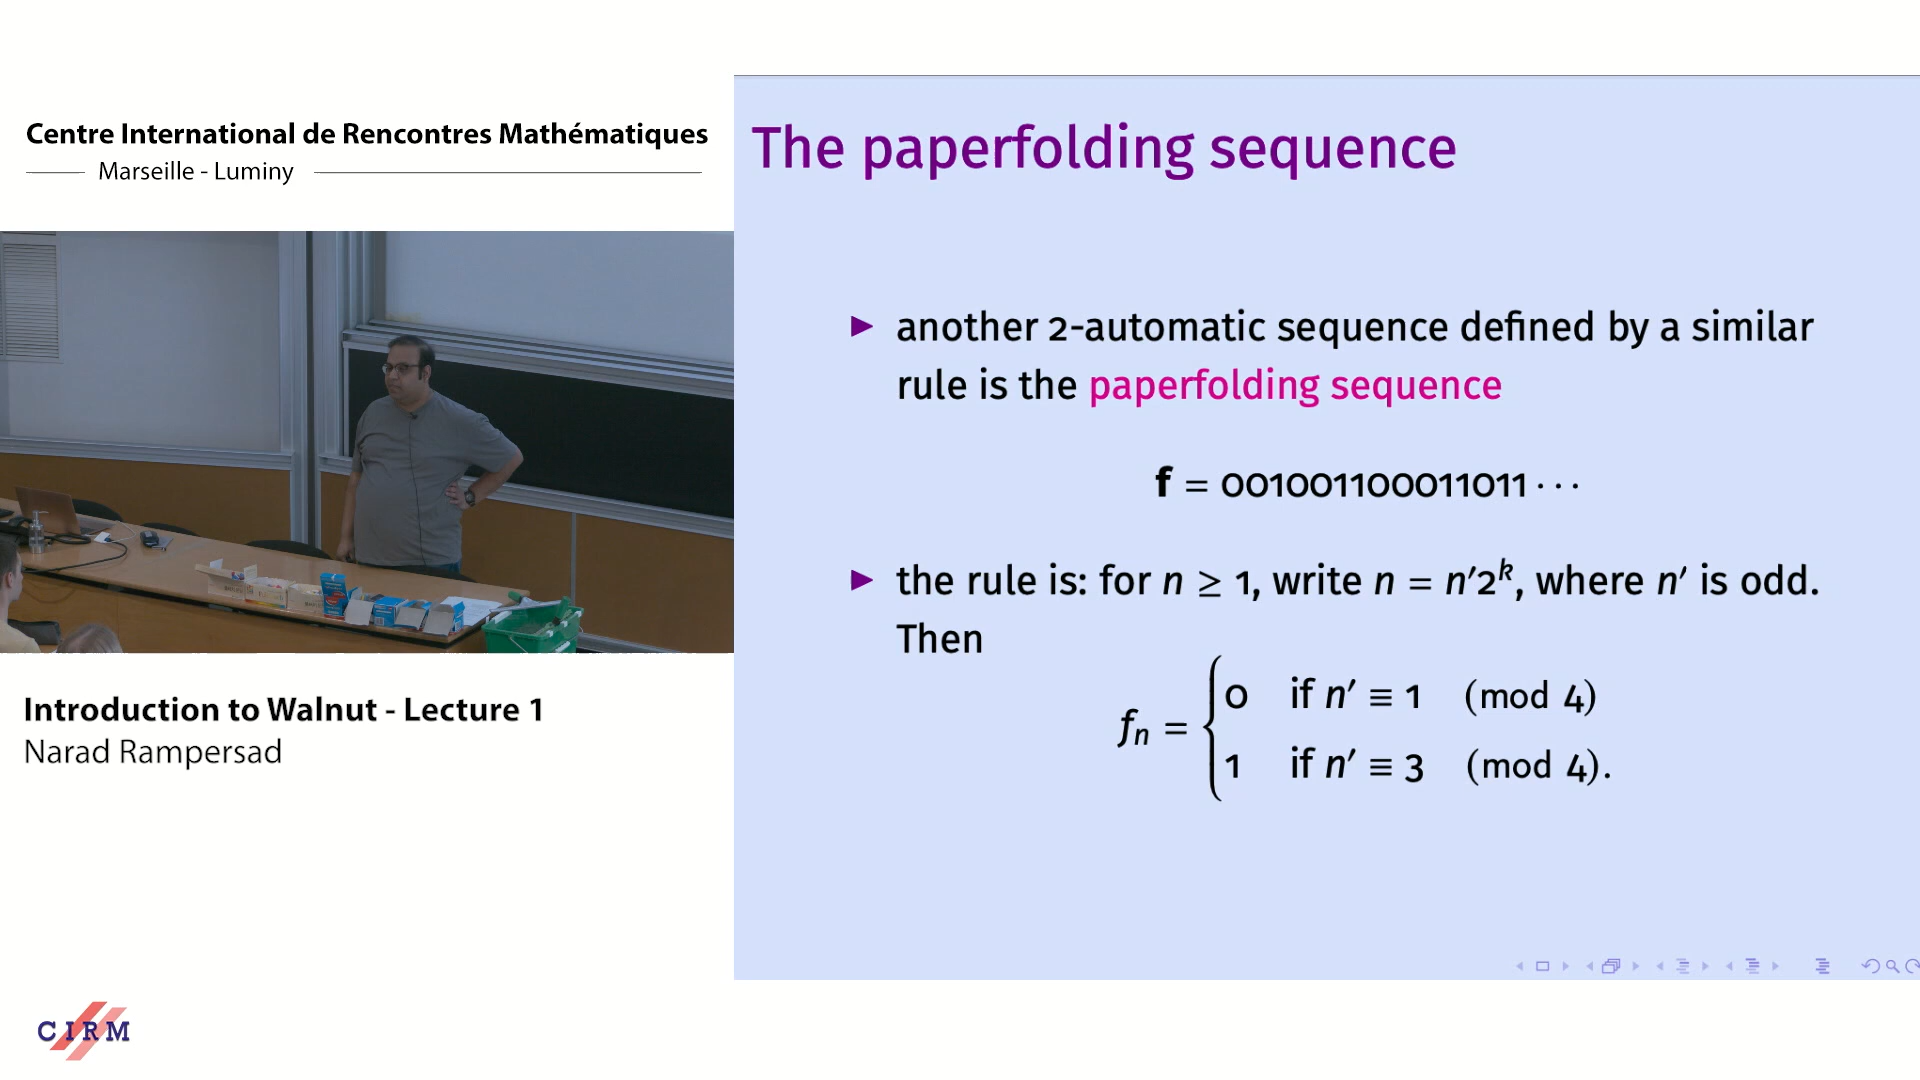 Centre International de Rencontres Mathématiques
Marseille - Luminy
Introduction to Walnut - Lecture 1
Narad Rampersad
CIRM
The paperfolding sequence
▶ another 2-automatic sequence defined by a similar
rule is the paperfolding sequence
f = 001001100011011 · · ·
▶ the rule is: for n ≥ 1, write n = n′2ᵏ, where n′ is odd.
Then
fₙ = { 0 if n′ ≡ 1 (mod 4)
1 if n′ ≡ 3 (mod 4).